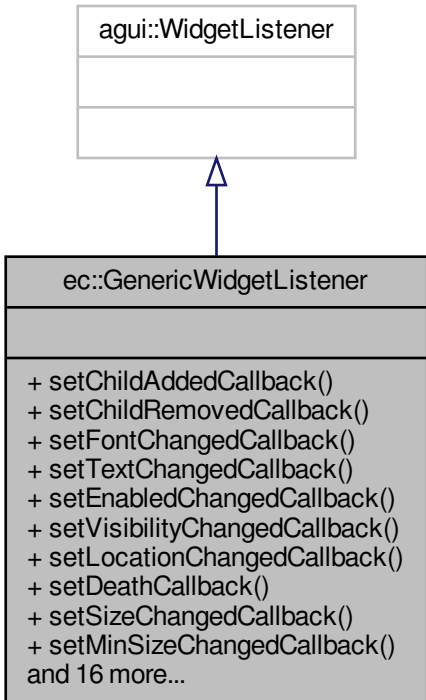 agui::WidgetListener
ec::GenericWidgetListener
+ setChildAddedCallback()
+ setChildRemovedCallback()
+ setFontChangedCallback()
+ setTextChangedCallback()
+ setEnabledChangedCallback()
+ setVisibilityChangedCallback()
+ setLocationChangedCallback()
+ setDeathCallback()
+ setSizeChangedCallback()
+ setMinSizeChangedCallback()
and 16 more...